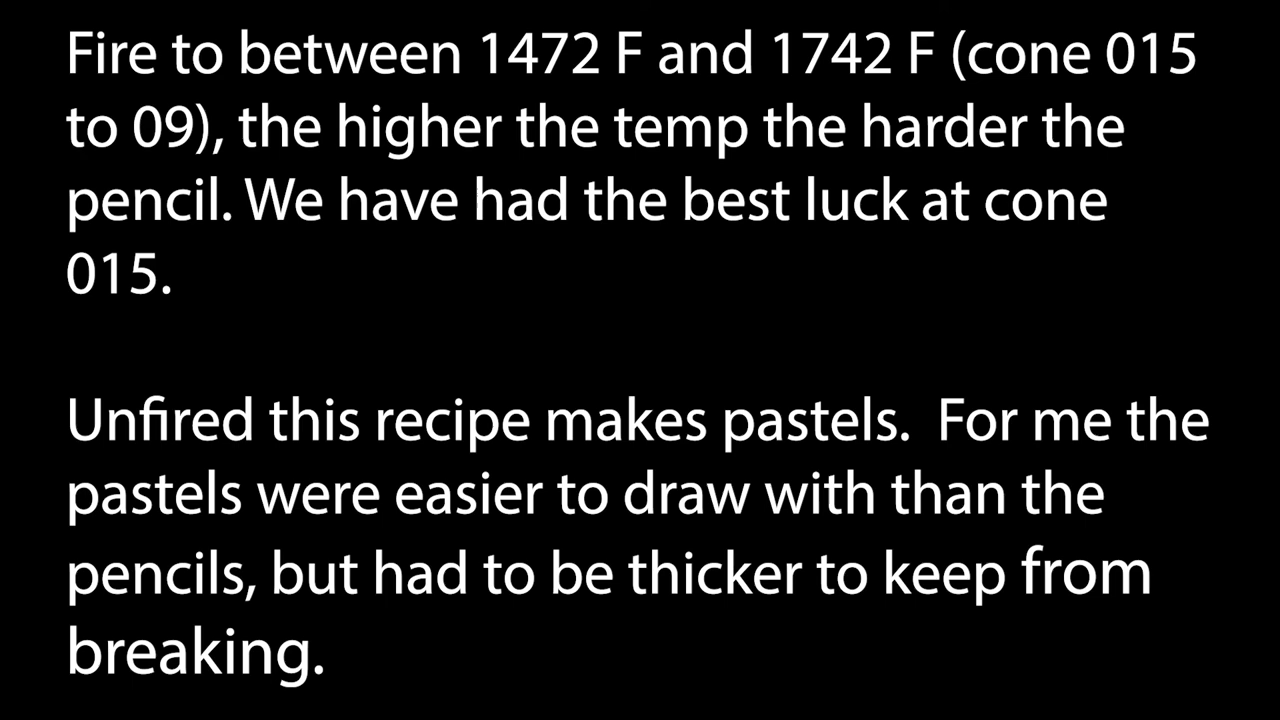 Fire to between 1472 F and 1742 F (cone 015
to 09), the higher the temp the harder the
pencil. We have had the best luck at cone
015.
Unfired this recipe makes pastels.  For me the
pastels were easier to draw with than the
pencils, but had to be thicker to keep from
breaking.